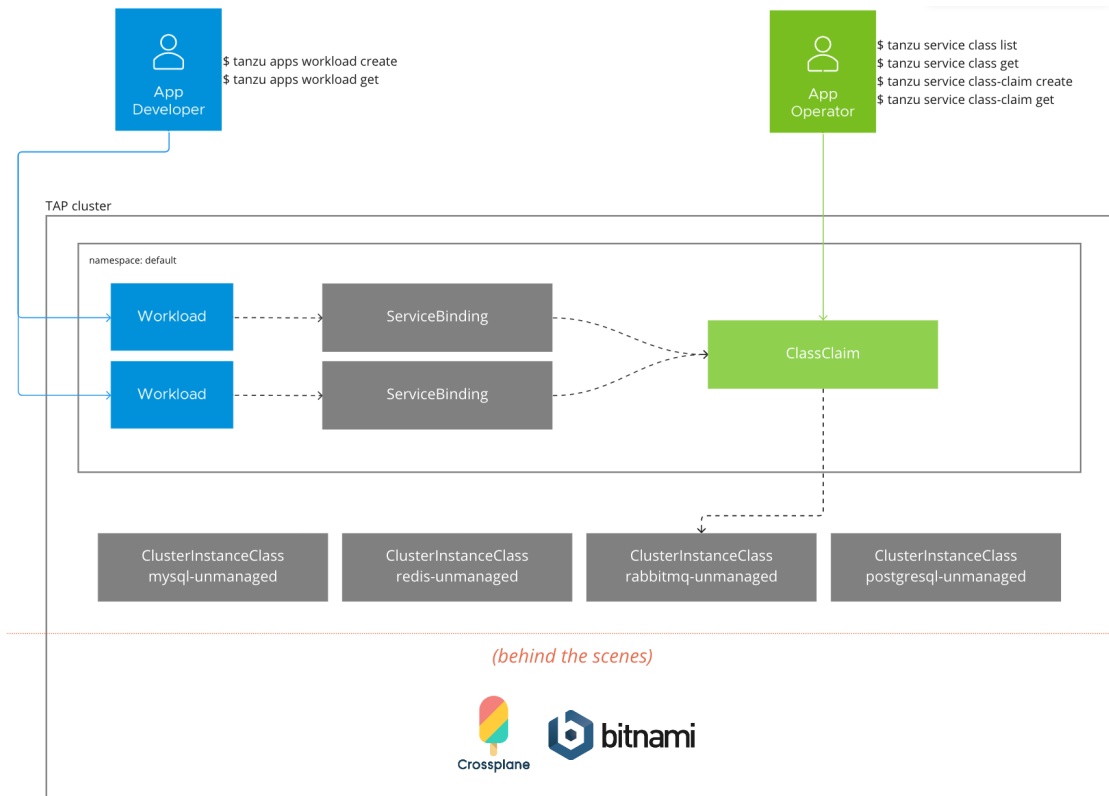 App
Developer
$ tanzu apps workload create
$ tanzu apps workload get
App
Operator
$ tanzu service class list
$ tanzu service class get
$ tanzu service class-claim create
$ tanzu service class-claim get
TAP cluster
namespace: default
Workload
ServiceBinding
ClassClaim
Workload
ServiceBinding
ClusterInstanceClass
mysql-unmanaged
ClusterInstanceClass
redis-unmanaged
ClusterInstanceClass
rabbitmq-unmanaged
ClusterInstanceClass
postgresql-unmanaged
(behind the scenes)
Crossplane
bitnami